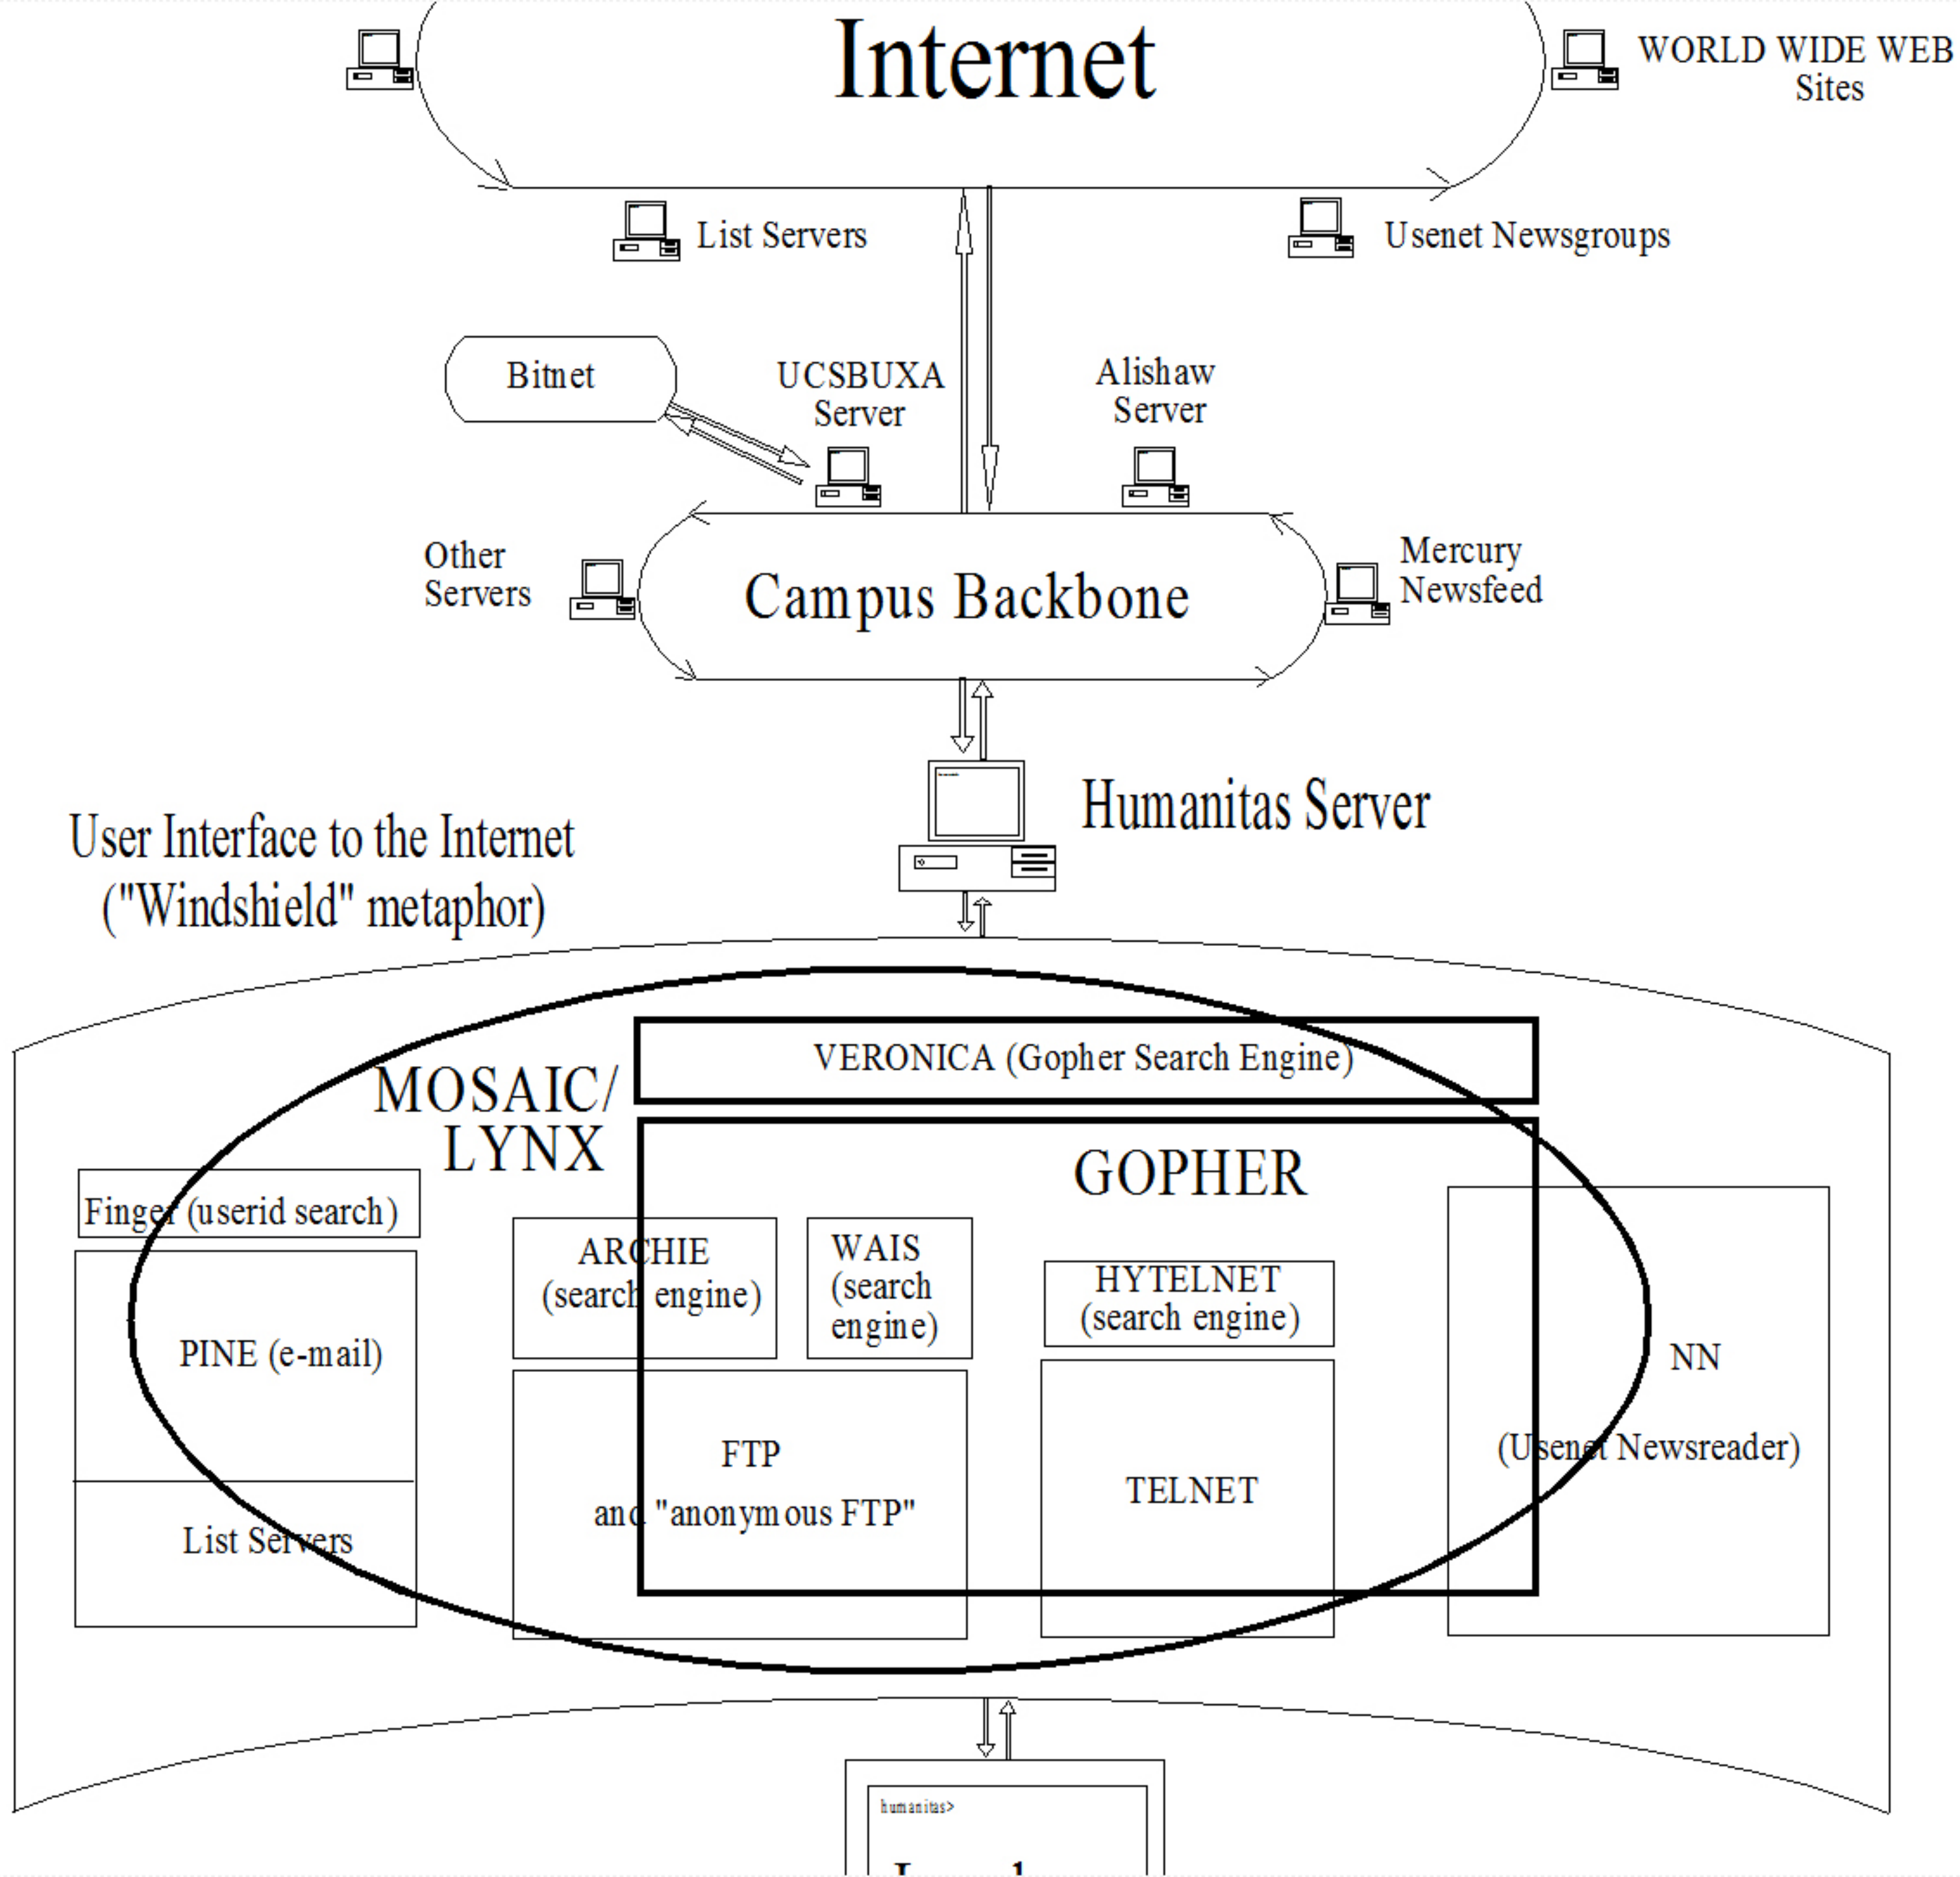 Internet
WORLD WIDE WEB
Sites
List Servers
Usenet Newsgroups
Bitnet
UCSBUXA
Server
Alishaw
Server
Other
Servers
Campus Backbone
Mercury
Newsfeed
Humanitas Server
User Interface to the Internet
("Windshield" metaphor)
VERONICA (Gopher Search Engine)
MOSAIC/
LYNX
GOPHER
Finger (userid search)
ARCHIE
(search engine)
WAIS
(search
engine)
HYTELNET
(search engine)
PINE (e-mail)
NN
(Usenet Newsreader)
FTP
and "anonymous FTP"
TELNET
List Servers
humanitas>